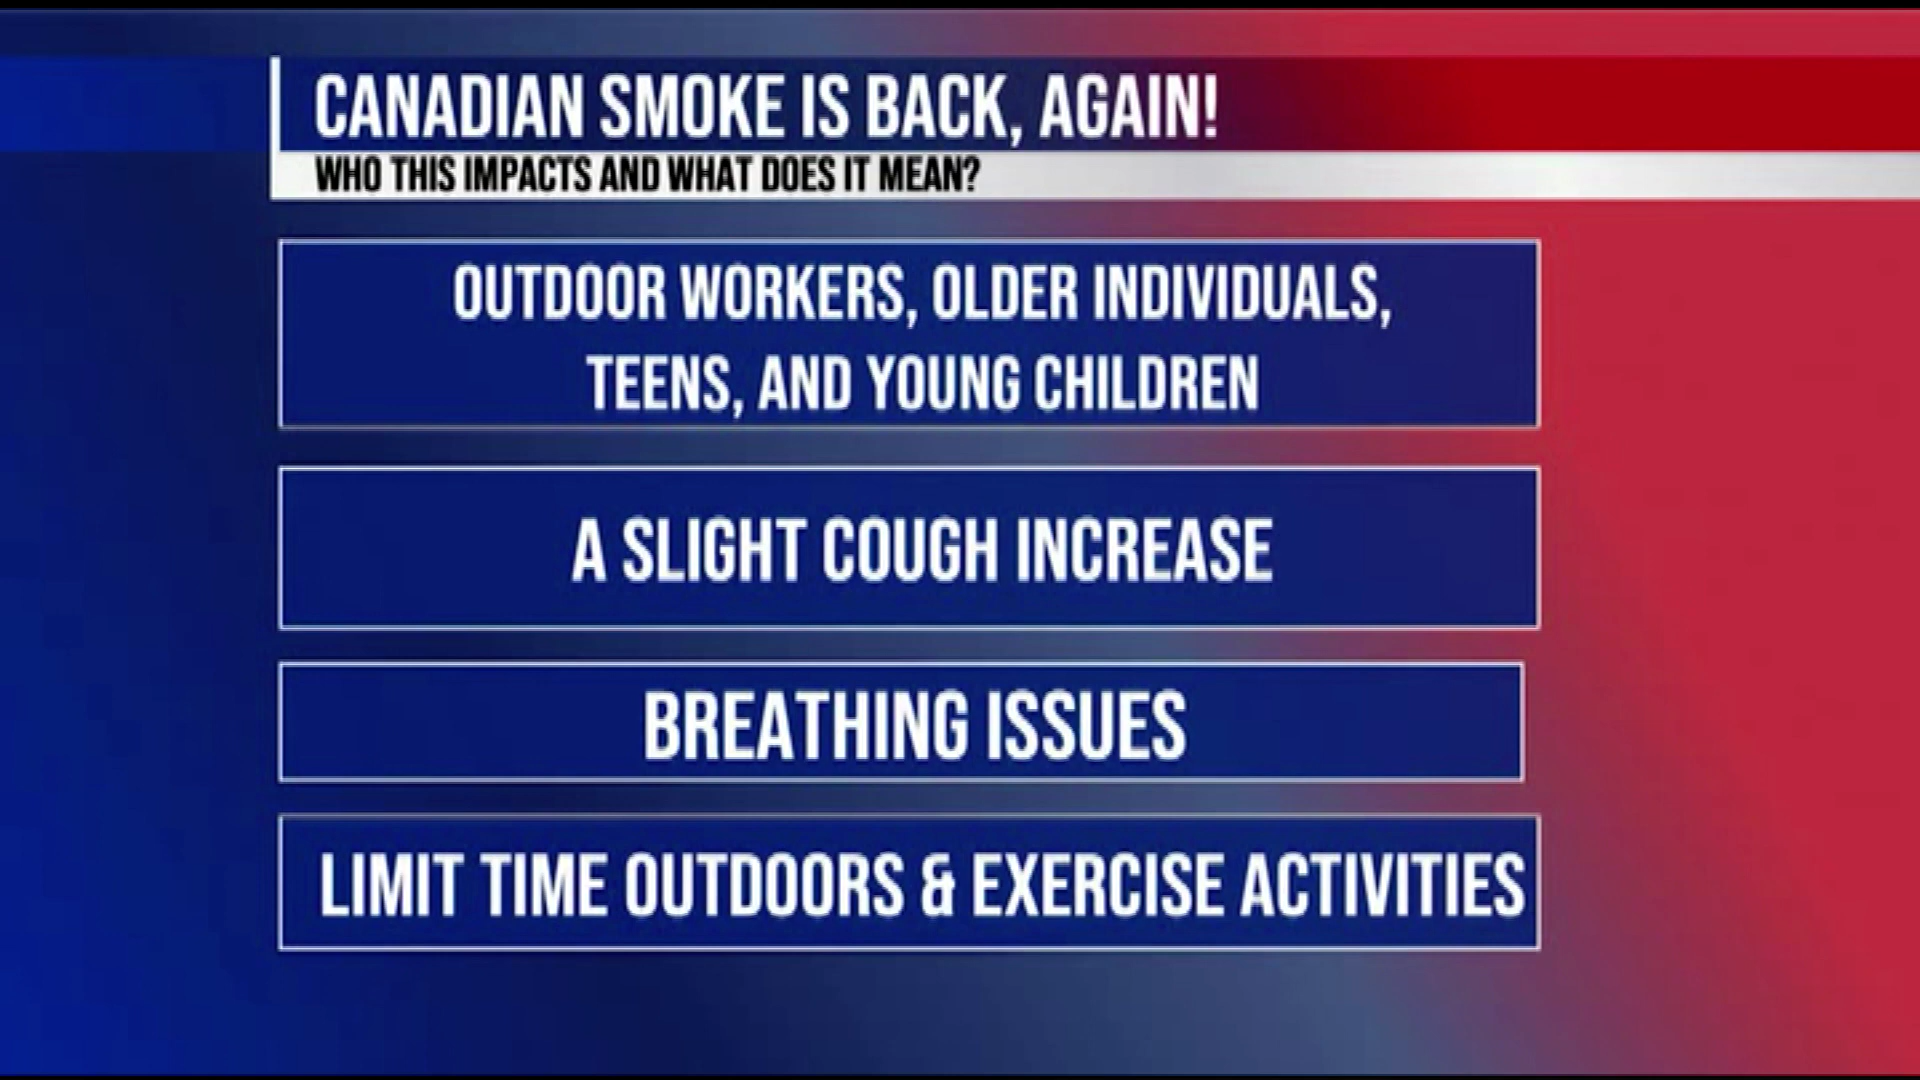 CANADIAN SMOKE IS BACK, AGAIN!
WHO THIS IMPACTS AND WHAT DOES IT MEAN?
OUTDOOR WORKERS, OLDER INDIVIDUALS,
TEENS, AND YOUNG CHILDREN
A SLIGHT COUGH INCREASE
BREATHING ISSUES
LIMIT TIME OUTDOORS & EXERCISE ACTIVITIES